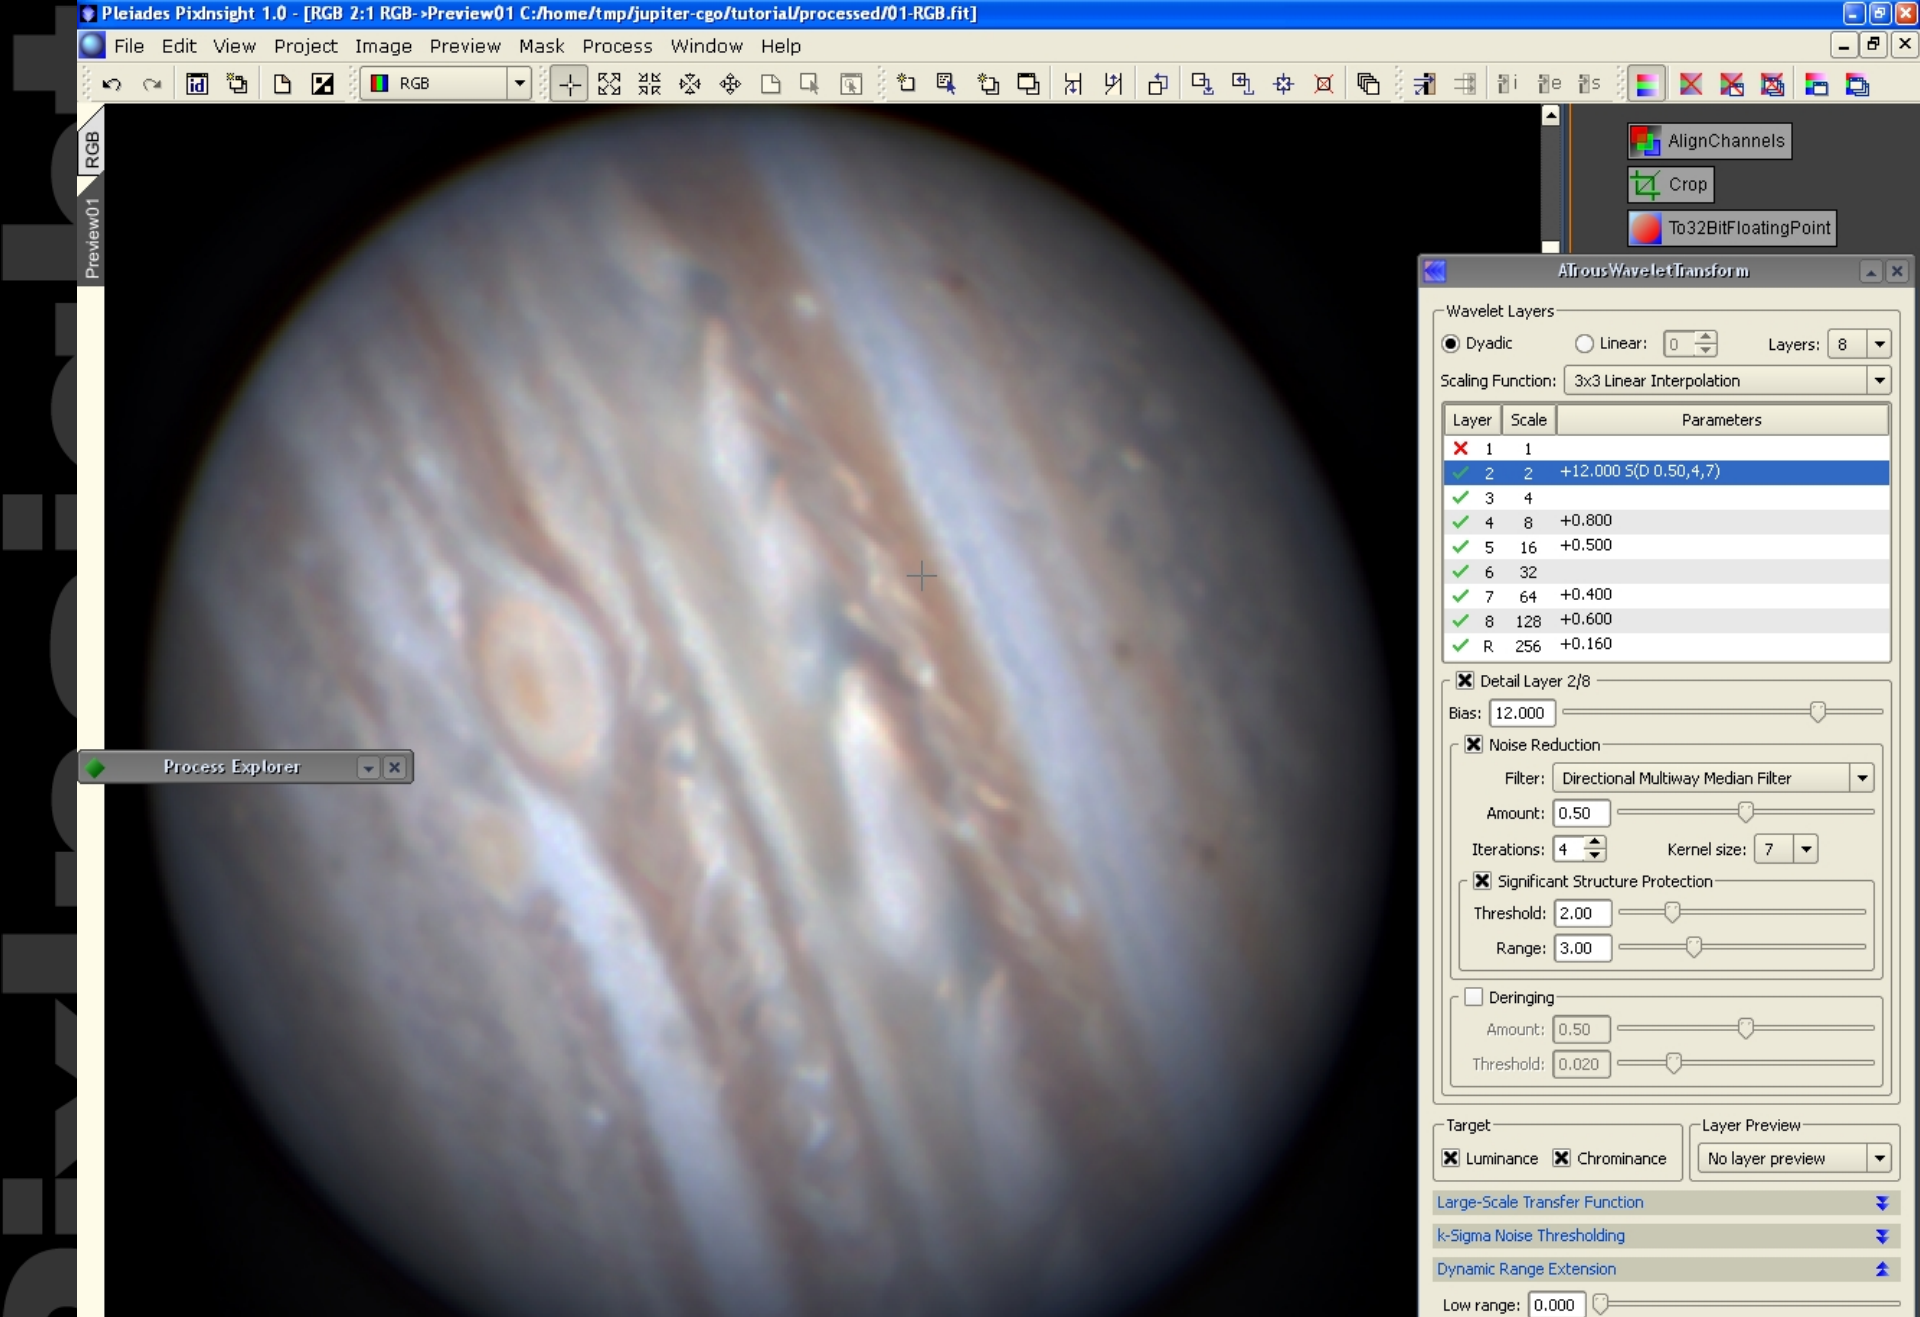 Pleiades PixInsight 1.0 - [RGB 2:1 RGB->Preview01 C:/home/tmp/jupiter-cgo/tutorial/processed/01-RGB.fit]
File Edit View Project Image Preview Mask Process Window Help
id RGB i e s
RGB
Preview01
AlignChannels
Crop
To32BitFloatingPoint
ATrousWaveletTransform
Wavelet Layers
Dyadic Linear: 0 Layers: 8
Scaling Function: 3x3 Linear Interpolation
Layer Scale Parameters
1 1
2 2 +12.000 S(D 0.50,4,7)
3 4
4 8 +0.800
5 16 +0.500
6 32
7 64 +0.400
8 128 +0.600
R 256 +0.160
Detail Layer 2/8
Bias: 12.000
Noise Reduction
Filter: Directional Multiway Median Filter
Amount: 0.50
Iterations: 4 Kernel size: 7
Significant Structure Protection
Threshold: 2.00
Range: 3.00
Deringing
Amount: 0.50
Threshold: 0.020
Target
Luminance Chrominance
Layer Preview
No layer preview
Large-Scale Transfer Function
k-Sigma Noise Thresholding
Dynamic Range Extension
Low range: 0.000
Process Explorer